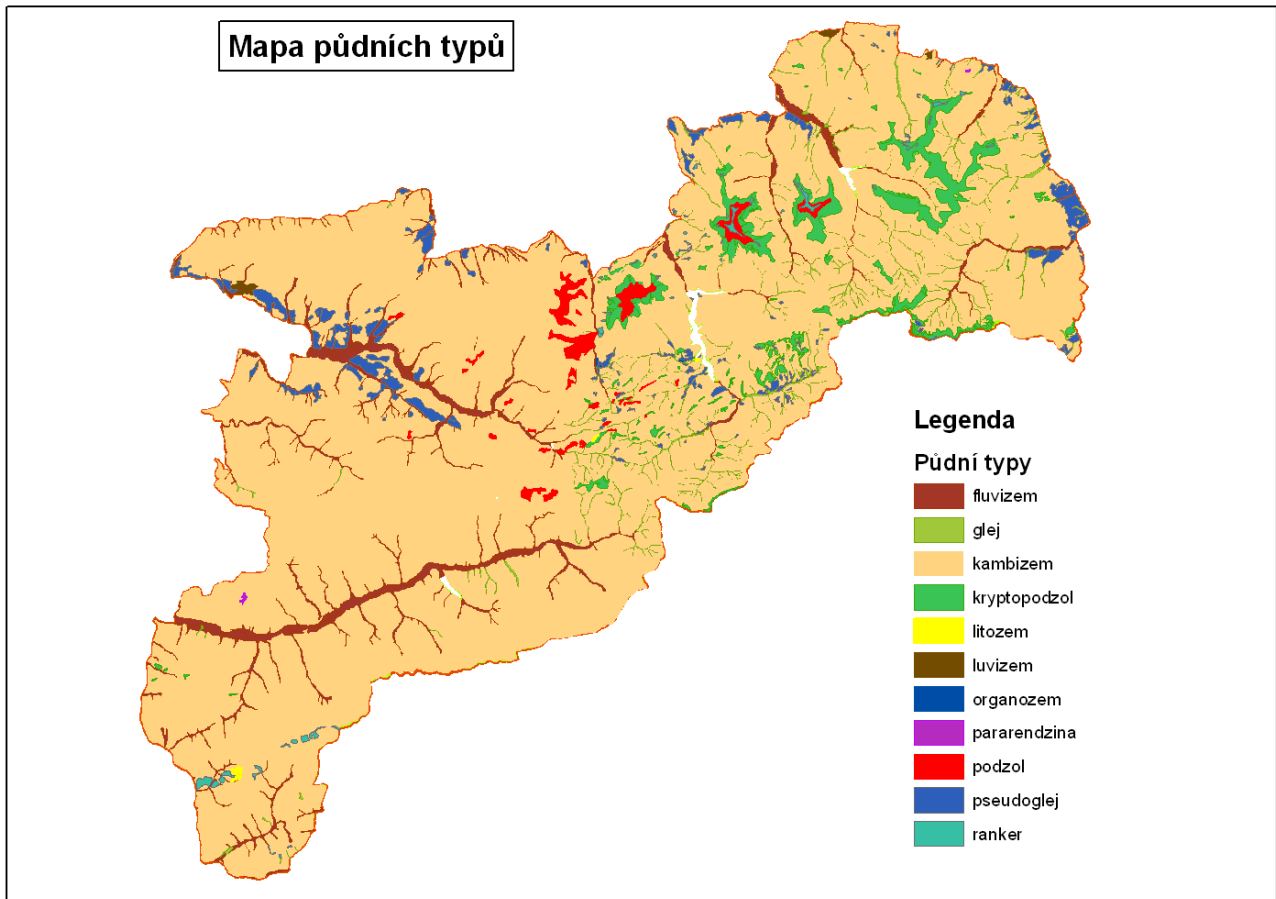 Mapa půdních typů
Legenda
Půdní typy
fluvizem
glej
kambizem
kryptopodzol
litozem
luvizem
organozem
pararendzina
podzol
pseudoglej
ranker